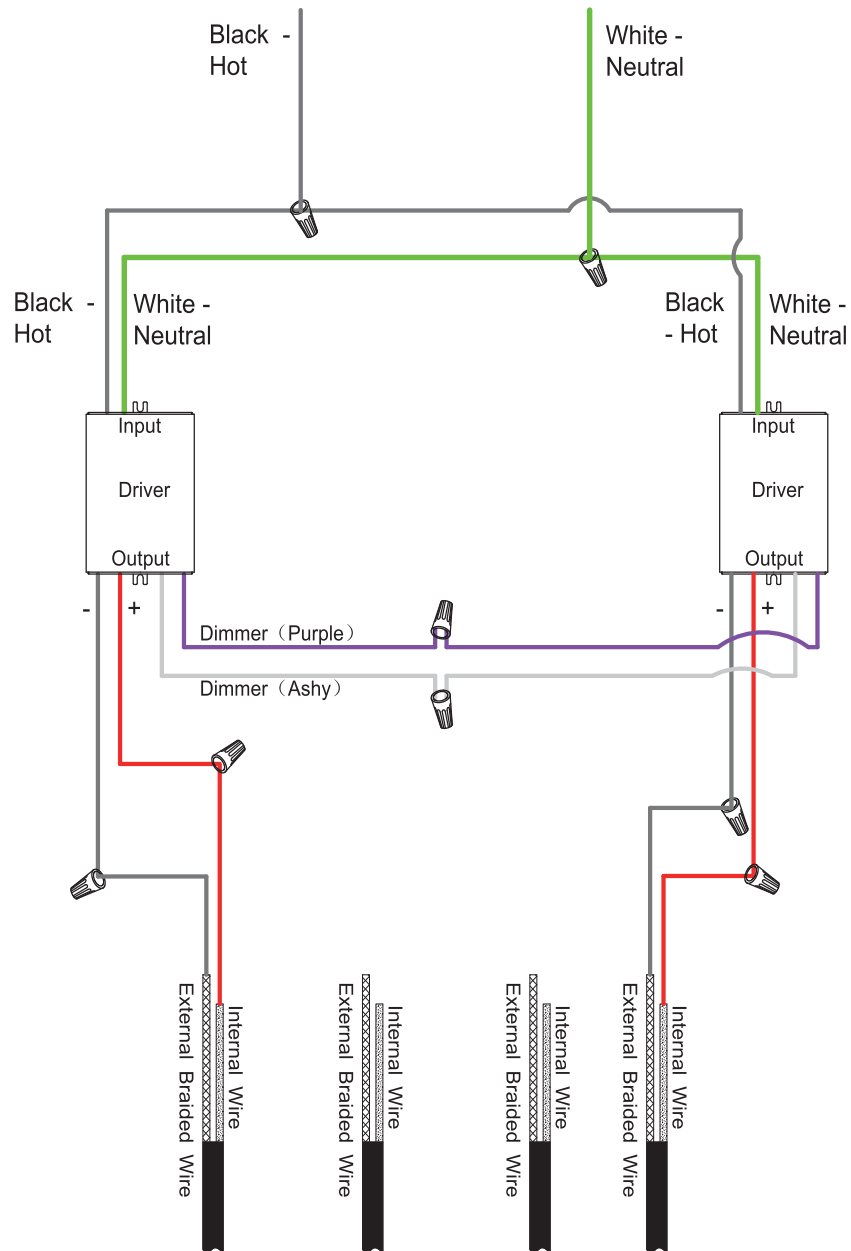 Black -
Hot
White -
Neutral
Black -
Hot
White -
Neutral
Black
- Hot
White -
Neutral
Input
Driver
Output
Input
Driver
Output
- +
- +
Dimmer（Purple）
Dimmer（Ashy）
External Braided Wire
Internal Wire
External Braided Wire
Internal Wire
External Braided Wire
Internal Wire
External Braided Wire
Internal Wire